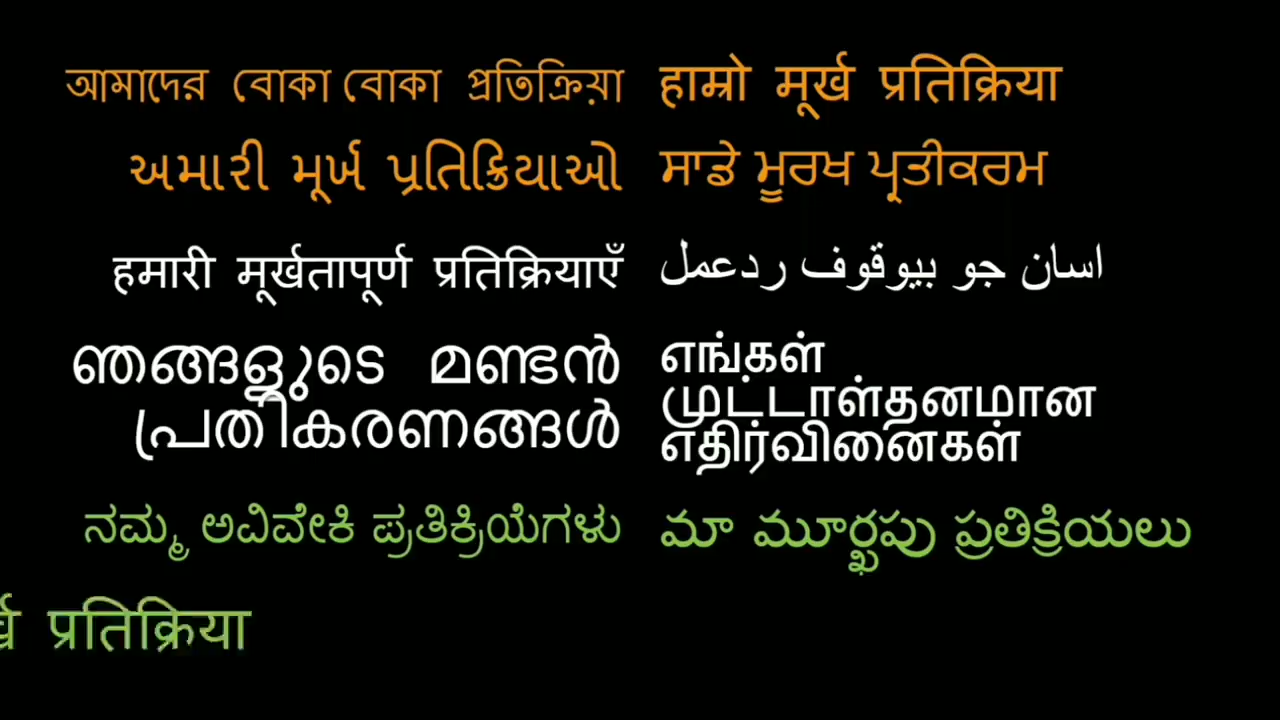 আমাদের বোকা বোকা প্রতিক্রিয়া
हाम्रो मूर्ख प्रतिक्रिया
અમારી મૂર્ખ પ્રતિક્રિયાઓ
ਸਾਡੇ ਮੂਰਖ ਪ੍ਰਤੀਕਰਮ
हमारी मूर्खतापूर्ण प्रतिक्रियाएँ
اسان جو بيوقوف ردعمل
ഞങ്ങളുടെ മണ്ടൻ
പ്രതികരണങ്ങൾ
எங்கள்
முட்டாள்தனமான
எதிர்வினைகள்
ನಮ್ಮ ಅವಿವೇಕಿ ಪ್ರತಿಕ್ರಿಯೆಗಳು
మా మూర్ఖపు ప్రతిక్రియలు
प्रतिक्रिया